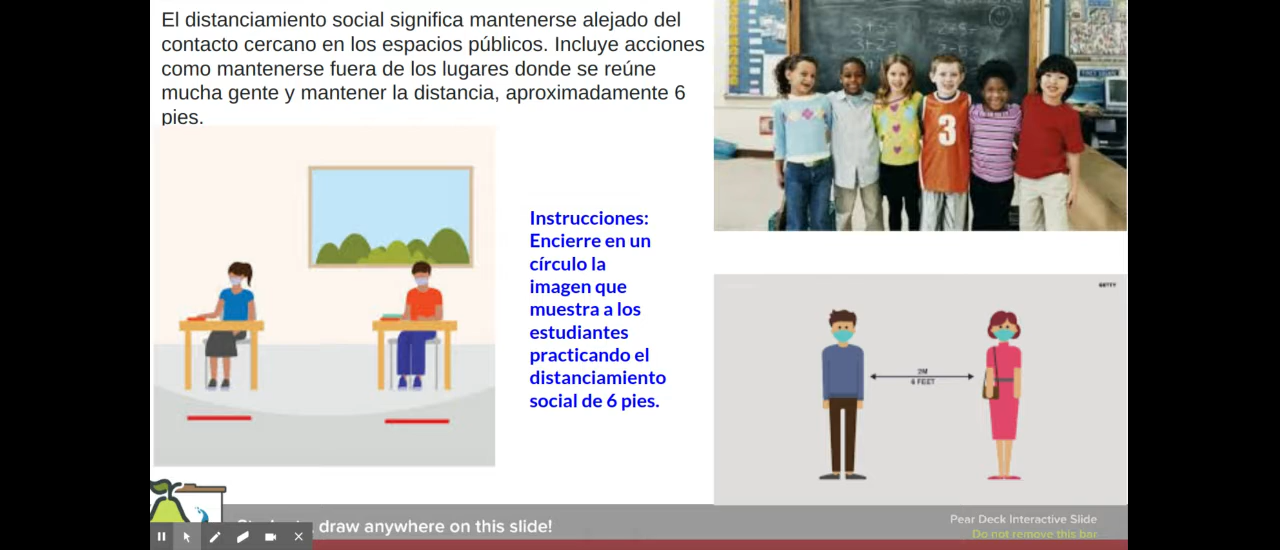 El distanciamiento social significa mantenerse alejado del
contacto cercano en los espacios públicos. Incluye acciones
como mantenerse fuera de los lugares donde se reúne
mucha gente y mantener la distancia, aproximadamente 6
pies.
Instrucciones:
Encierre en un
círculo la
imagen que
muestra a los
estudiantes
practicando el
distanciamiento
social de 6 pies.
3
GETTY
2M
6 FEET
draw anywhere on this slide!
Pear Deck Interactive Slide
Do not remove this bar